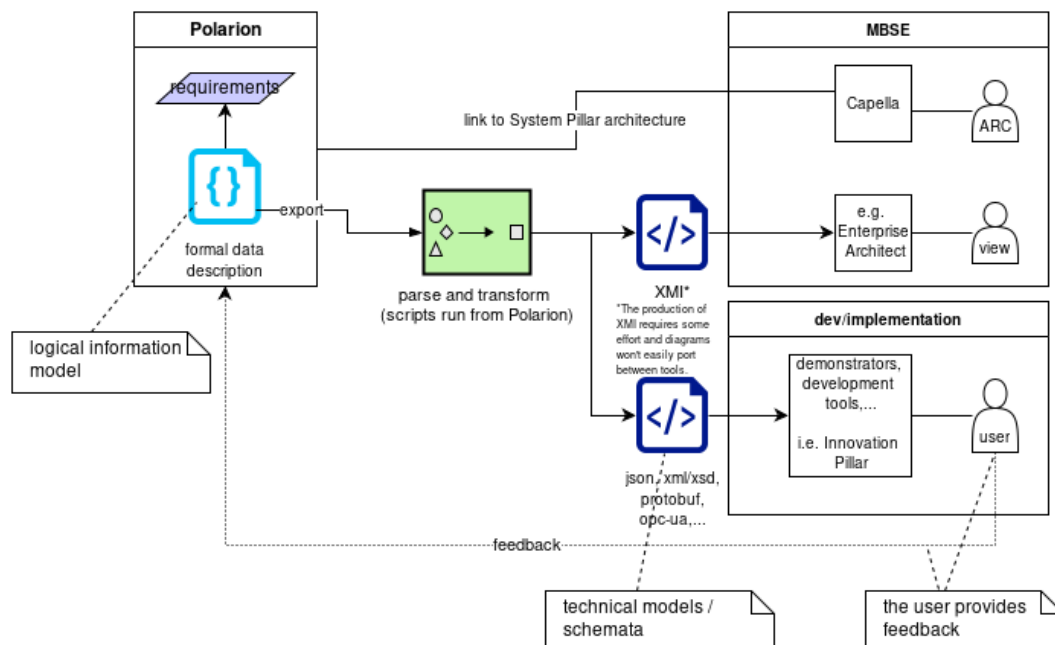 Polarion
requirements
{}
formal data
description
export
logical information
model
parse and transform
(scripts run from Polarion)
link to System Pillar architecture
MBSE
Capella
ARC
</>
XMI*
*The production of
XMI requires some
effort and diagrams
won't easily port
between tools.
e.g.
Enterprise
Architect
view
dev/implementation
</>
json, xml/xsd,
protobuf,
opc-ua,...
demonstrators,
development
tools,...
i.e. Innovation
Pillar
user
feedback
technical models /
schemata
the user provides
feedback